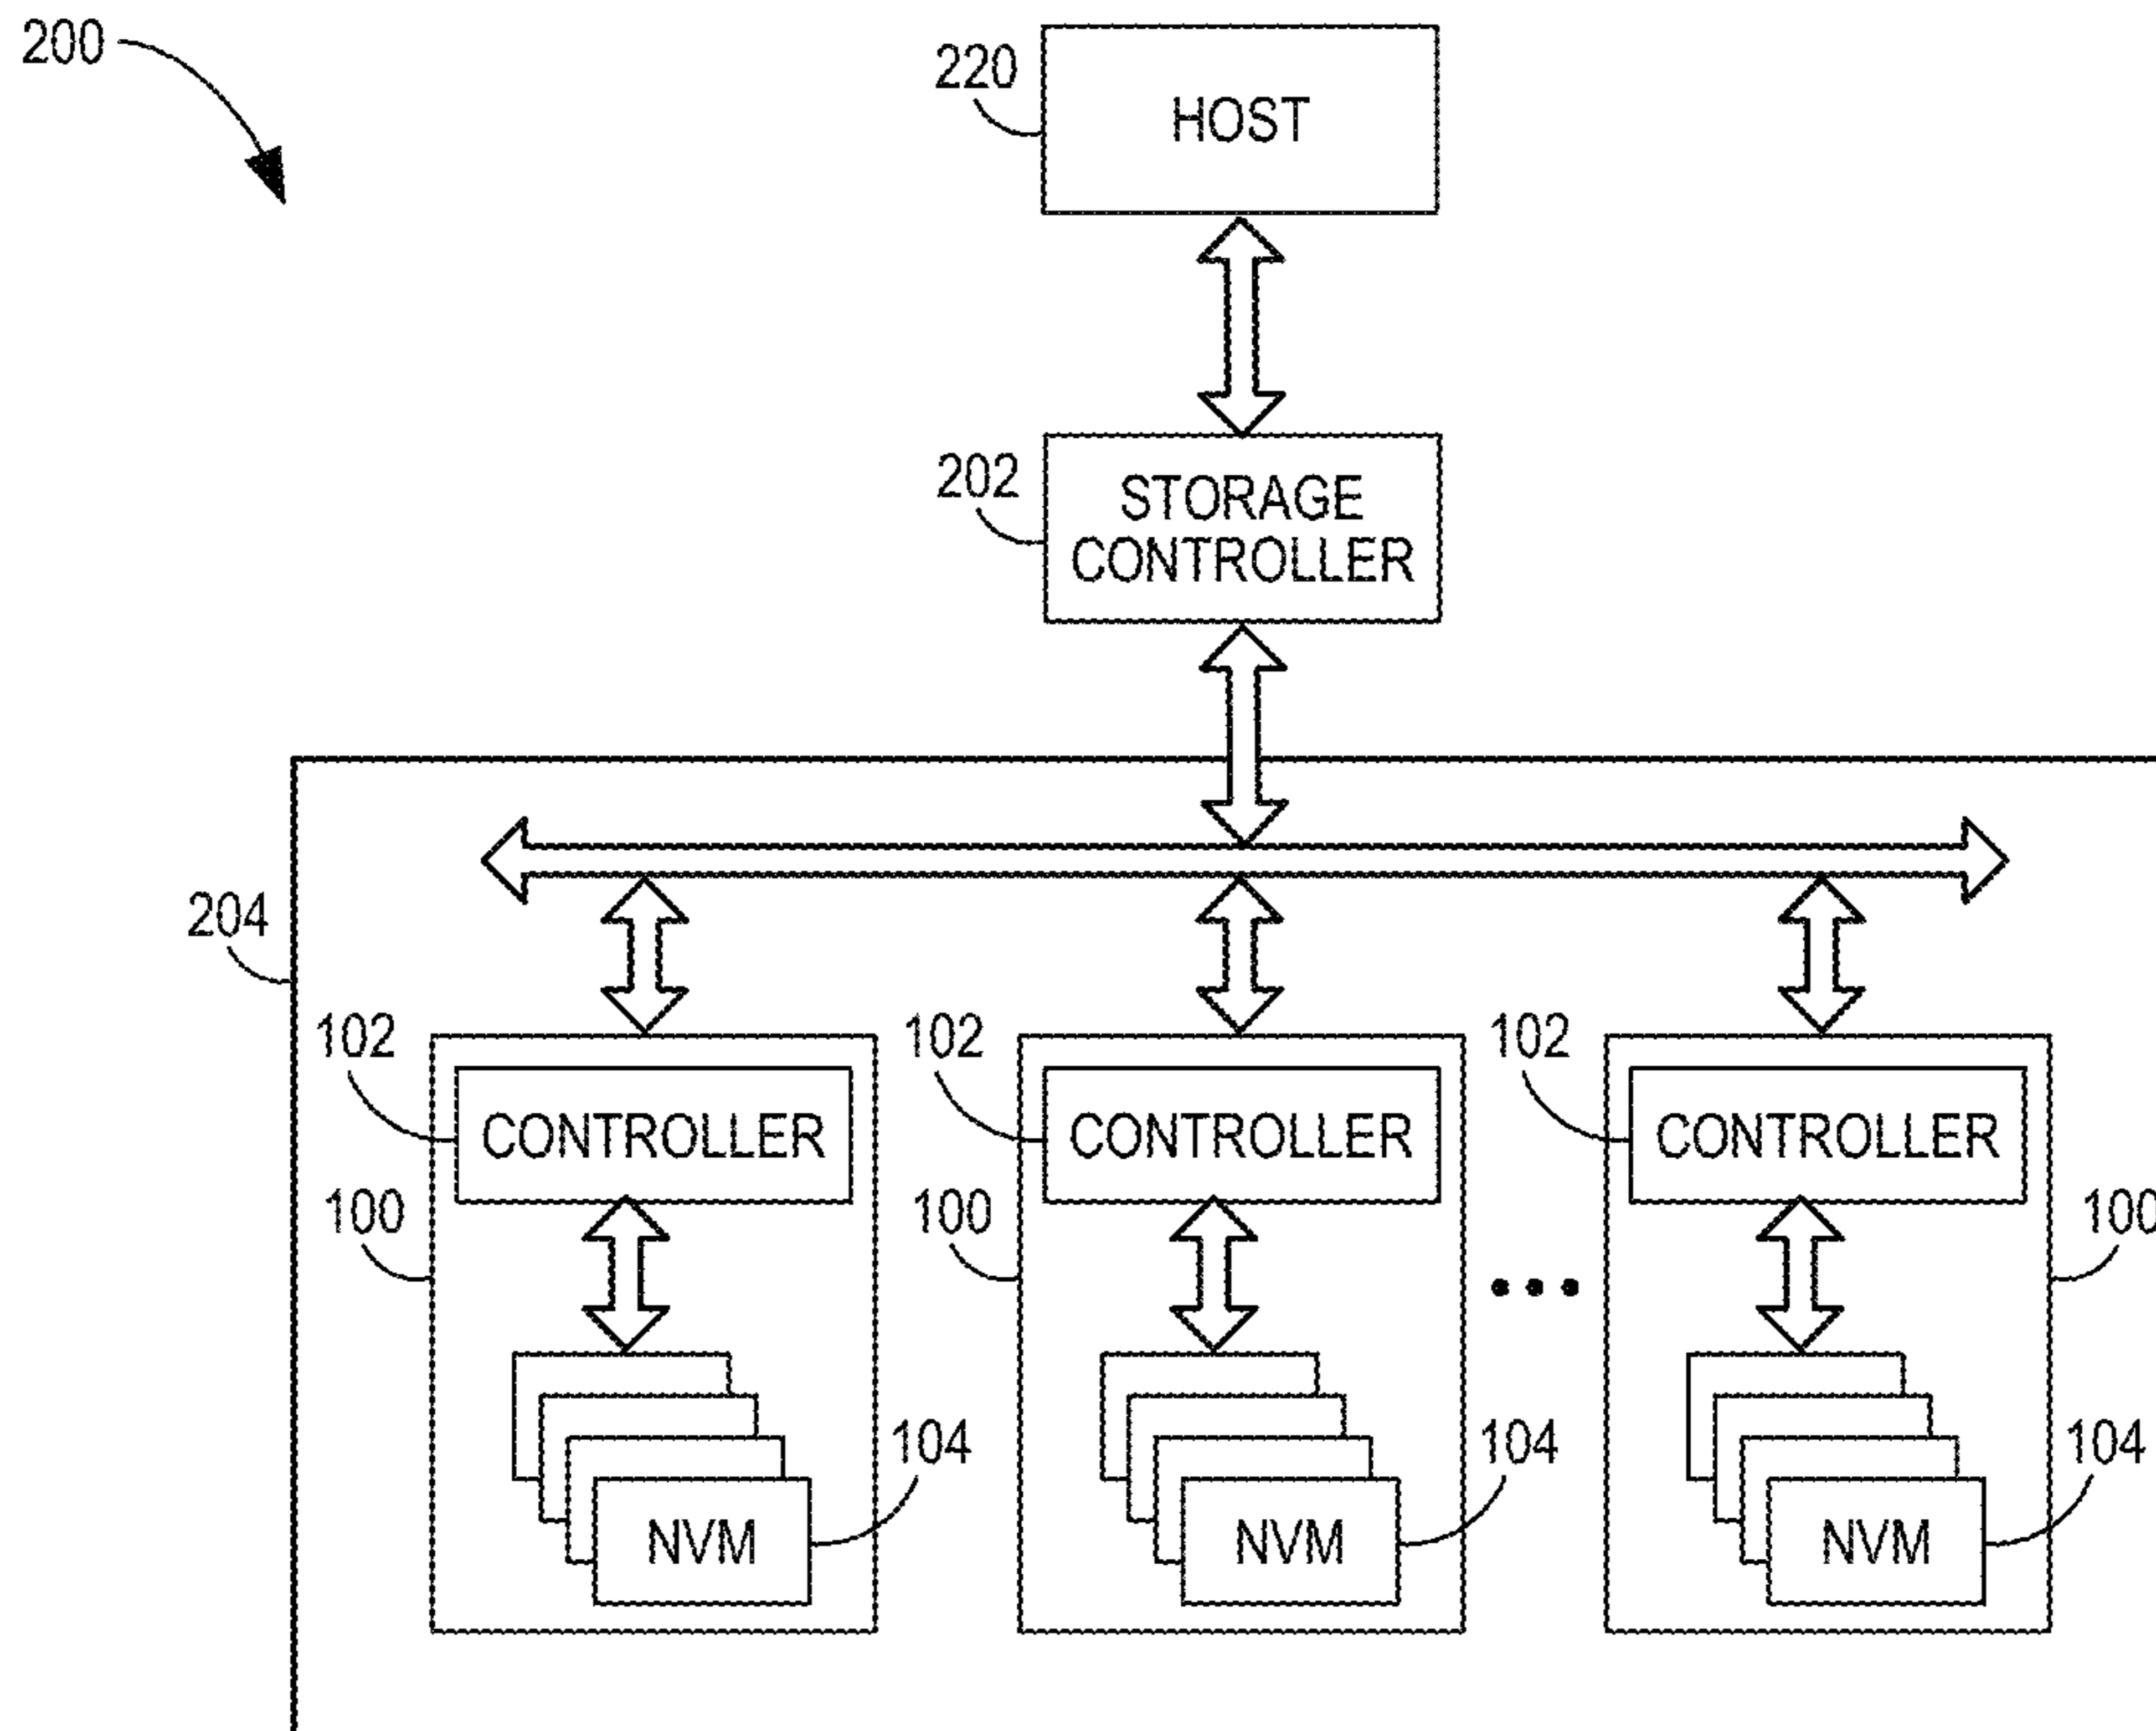 200
220
HOST
202
STORAGE
CONTROLLER
204
102
102
102
CONTROLLER
CONTROLLER
CONTROLLER
100
100
100
104
104
104
NVM
NVM
NVM